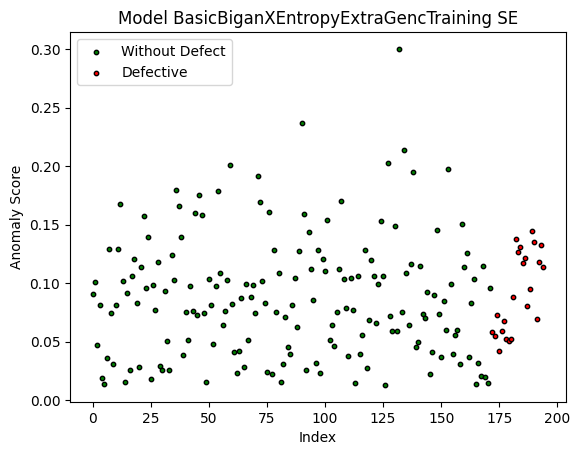 Model BasicBiganXEntropyExtraGencTraining SE
Without Defect
Defective
0.30
0.25
0.20
0.15
0.10
0.05
0.00
Anomaly Score
0 25 50 75 100 125 150 175 200
Index